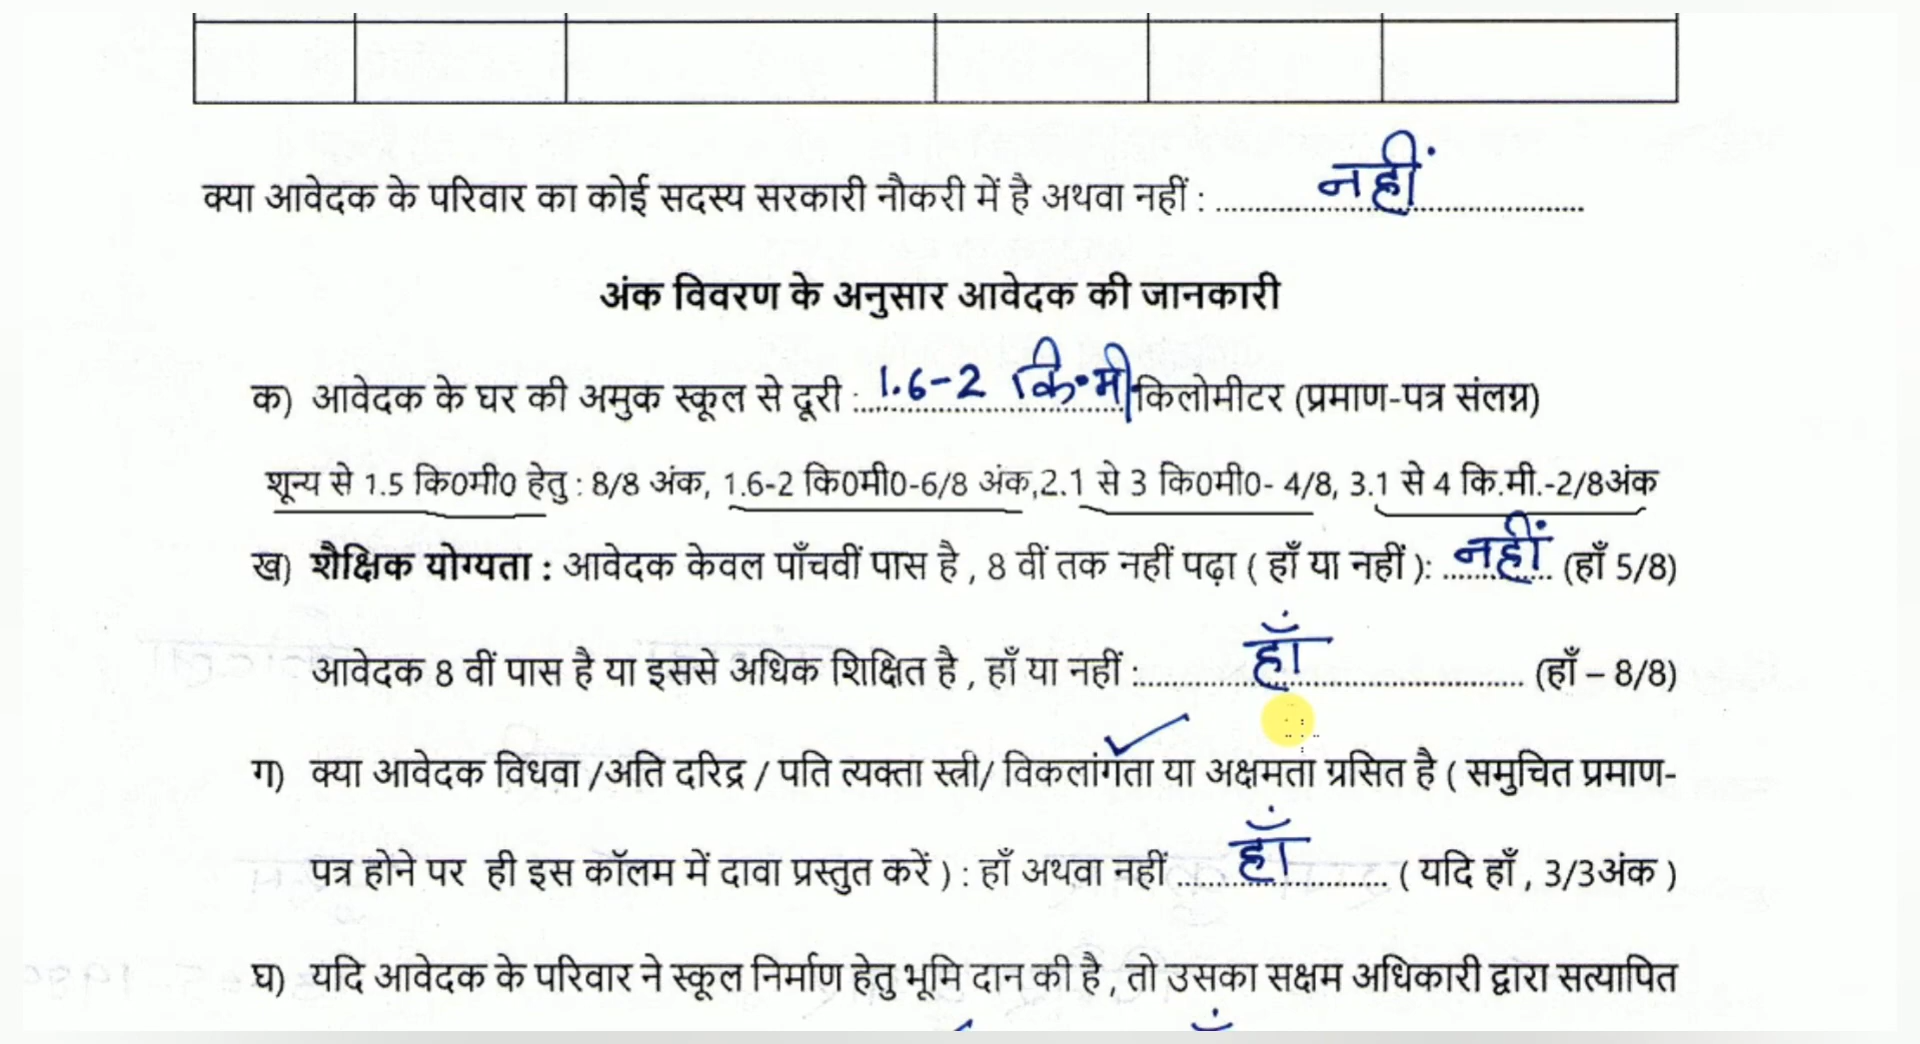 क्या आवेदक के परिवार का कोई सदस्य सरकारी नौकरी में है अथवा नहीं : .......... नहीं ..........
अंक विवरण के अनुसार आवेदक की जानकारी
क) आवेदक के घर की अमुक स्कूल से दूरी : 1.6-2 कि॰मी॰ किलोमीटर (प्रमाण-पत्र संलग्न)
शून्य से 1.5 कि0मी0 हेतु : 8/8 अंक, 1.6-2 कि0मी0-6/8 अंक,2.1 से 3 कि0मी0- 4/8, 3.1 से 4 कि.मी.-2/8अंक
ख) शैक्षिक योग्यता : आवेदक केवल पाँचवीं पास है , 8 वीं तक नहीं पढ़ा ( हाँ या नहीं ): नहीं (हाँ 5/8)
आवेदक 8 वीं पास है या इससे अधिक शिक्षित है , हाँ या नहीं :.......... हाँ .......... (हाँ – 8/8)
ग) क्या आवेदक विधवा /अति दरिद्र / पति त्यक्ता स्त्री/ विकलांगता या अक्षमता ग्रसित है ( समुचित प्रमाण-
पत्र होने पर ही इस कॉलम में दावा प्रस्तुत करें ) : हाँ अथवा नहीं ..... हाँ ..... ( यदि हाँ , 3/3अंक )
घ) यदि आवेदक के परिवार ने स्कूल निर्माण हेतु भूमि दान की है , तो उसका सक्षम अधिकारी द्वारा सत्यापित